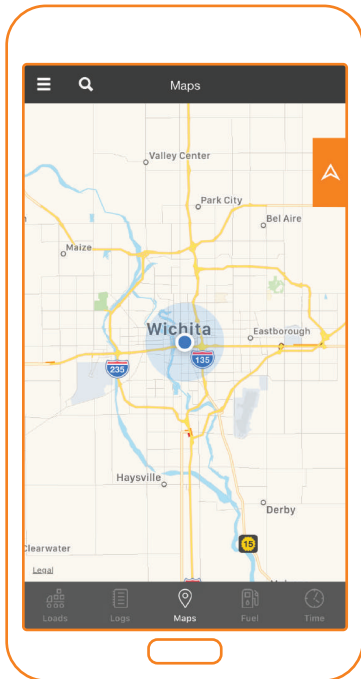 Maps
Valley Center
Park City
Bel Aire
Maize
Wichita
Eastborough
235
135
Haysville
Derby
15
Clearwater
Legal
Loads
Logs
Maps
Fuel
Time